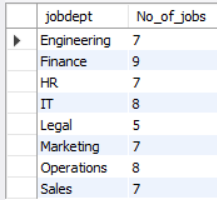 jobdept No_of_jobs
Engineering 7
Finance 9
HR 7
IT 8
Legal 5
Marketing 7
Operations 8
Sales 7